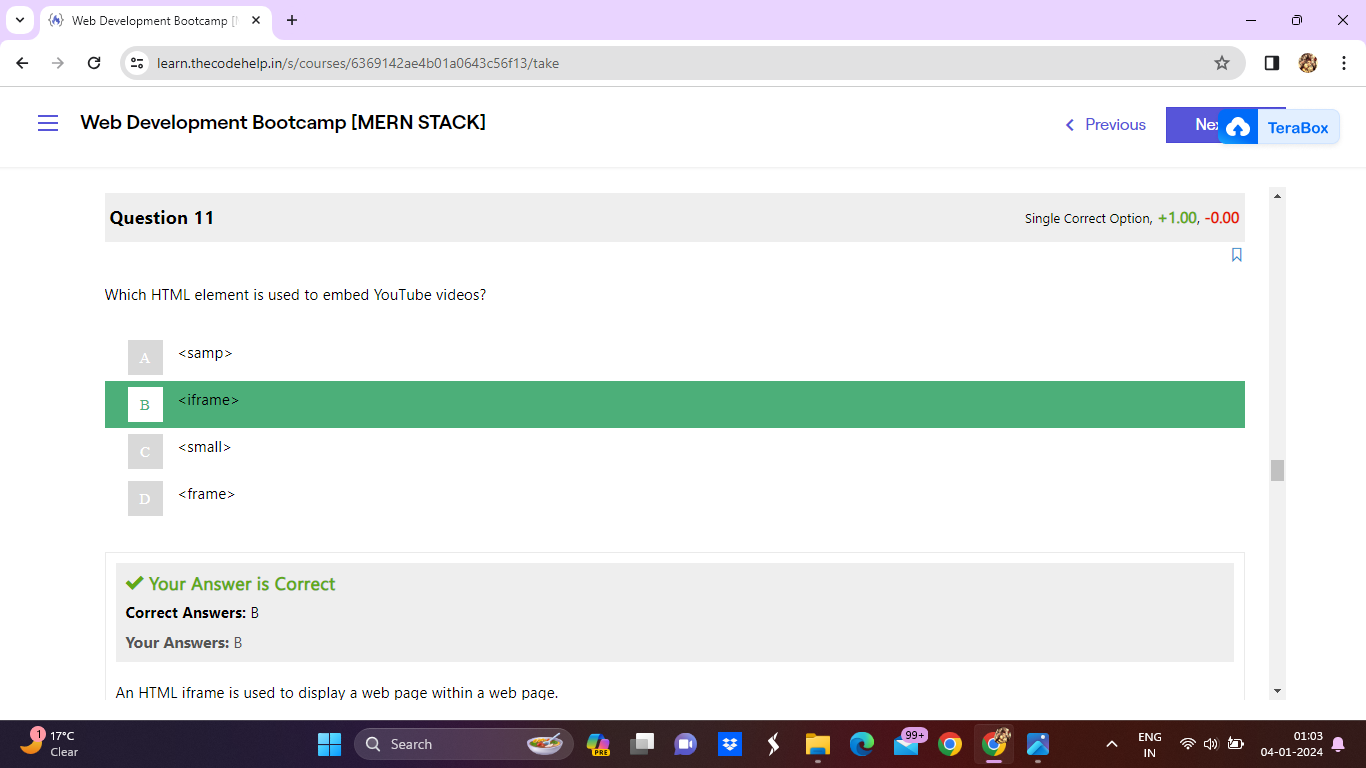 Web Development Bootcamp [
learn.thecodehelp.in/s/courses/6369142ae4b01a0643c56f13/take
Web Development Bootcamp [MERN STACK]
Previous
TeraBox
Question 11
Single Correct Option, +1.00, -0.00
Which HTML element is used to embed YouTube videos?
A <samp>
B <iframe>
C <small>
D <frame>
Your Answer is Correct
Correct Answers: B
Your Answers: B
An HTML iframe is used to display a web page within a web page.
1
17°C
Clear
Search
PRE
99+
ENG
IN
01:03
04-01-2024